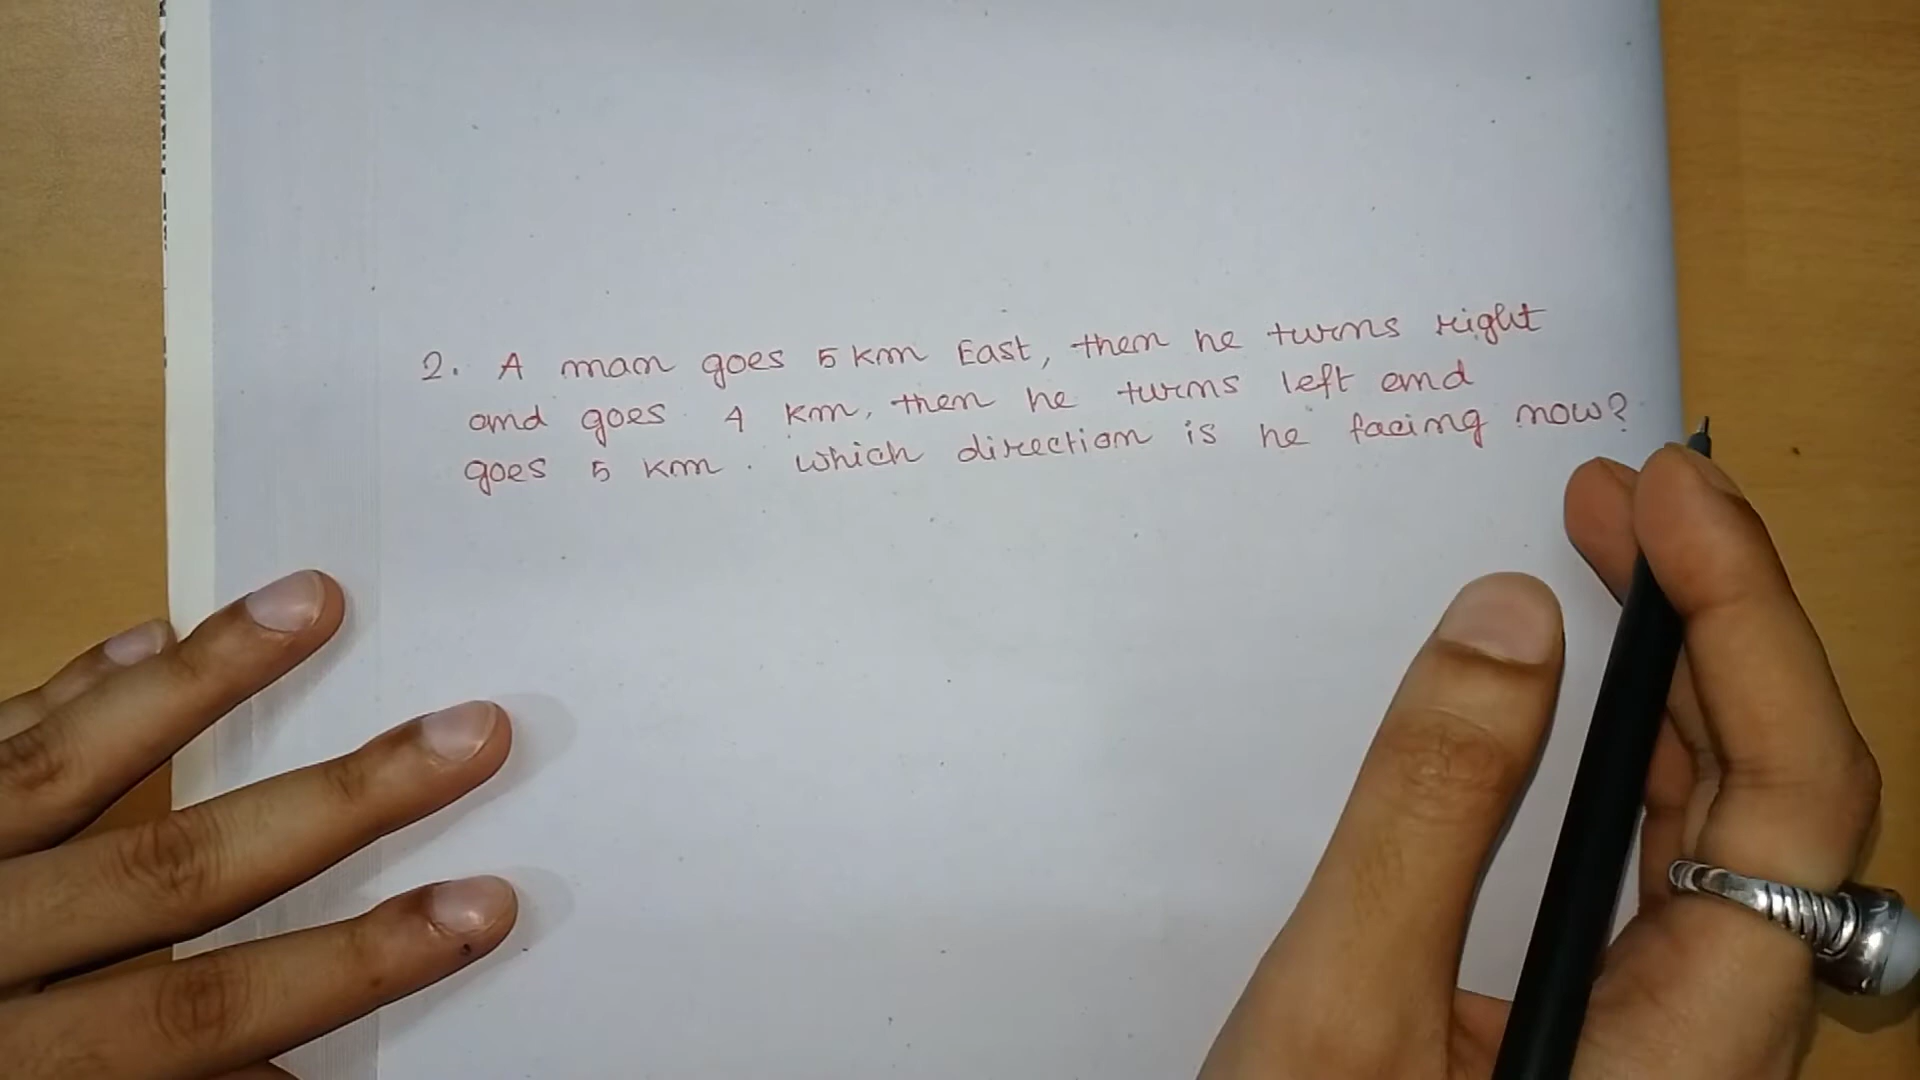 2. A man goes 5 km East, then he turns right
and goes 4 km, then he turns left and
goes 5 km. which direction is he facing now?